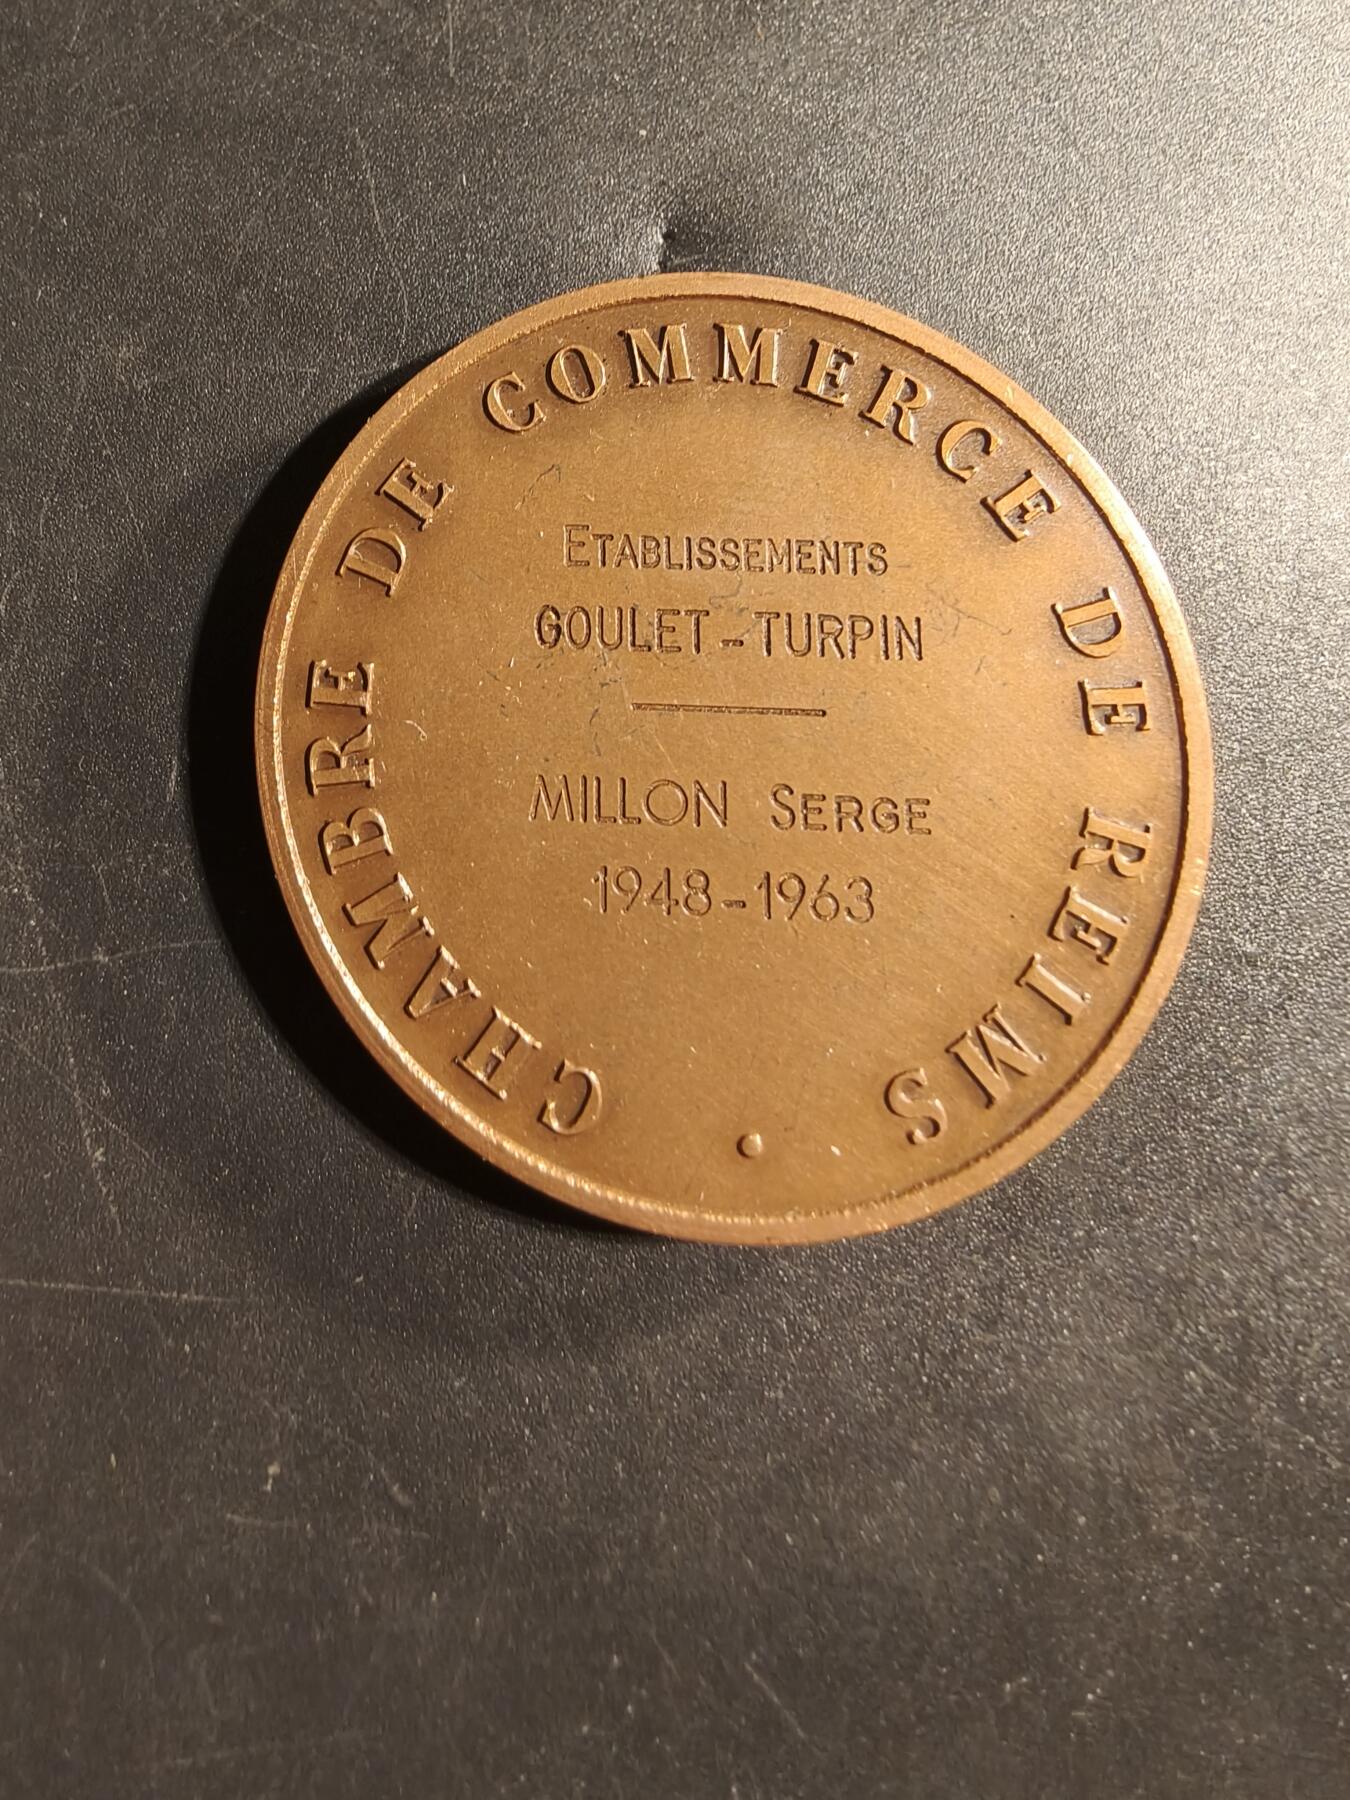 CHAMBRE DE COMMERCE DE REIMS
ETABLISSEMENTS
GOULET-TURPIN
MILLON SERGE
1948-1963